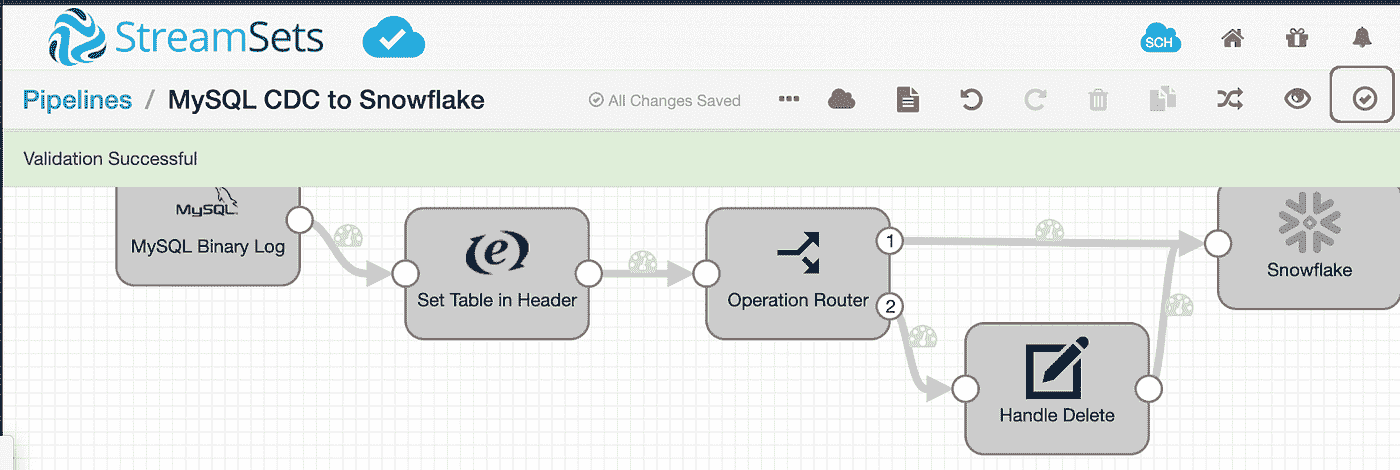 StreamSets
SCH
Pipelines / MySQL CDC to Snowflake
All Changes Saved
Validation Successful
MySQL
MySQL Binary Log
e
Set Table in Header
Operation Router
1
2
Handle Delete
Snowflake